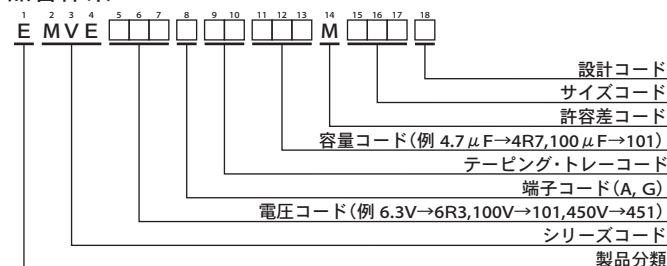 1 2 3 4 5 6 7 8 9 10 11 12 13 14 15 16 17 18
E MVE □□□ □ □□ □□□ M □□□ □
設計コード
サイズコード
許容差コード
容量コード(例 4.7μF→4R7,100μF→101)
テーピング・トレーコード
端子コード(A, G)
電圧コード(例 6.3V→6R3,100V→101,450V→451)
シリーズコード
製品分類